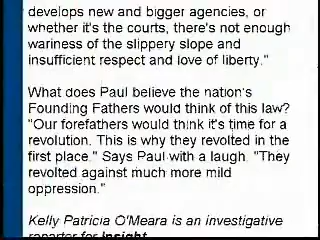 develops new and bigger agencies, or
whether it's the courts, there's not enough
wariness of the slippery slope and
insufficient respect and love of liberty."
What does Paul believe the nation's
Founding Fathers would think of this law?
"Our forefathers would think it's time for a
revolution. This is why they revolted in the
first place." Says Paul with a laugh. "They
revolted against much more mild
oppression."
Kelly Patricia O'Meara is an investigative
reporter for Insight